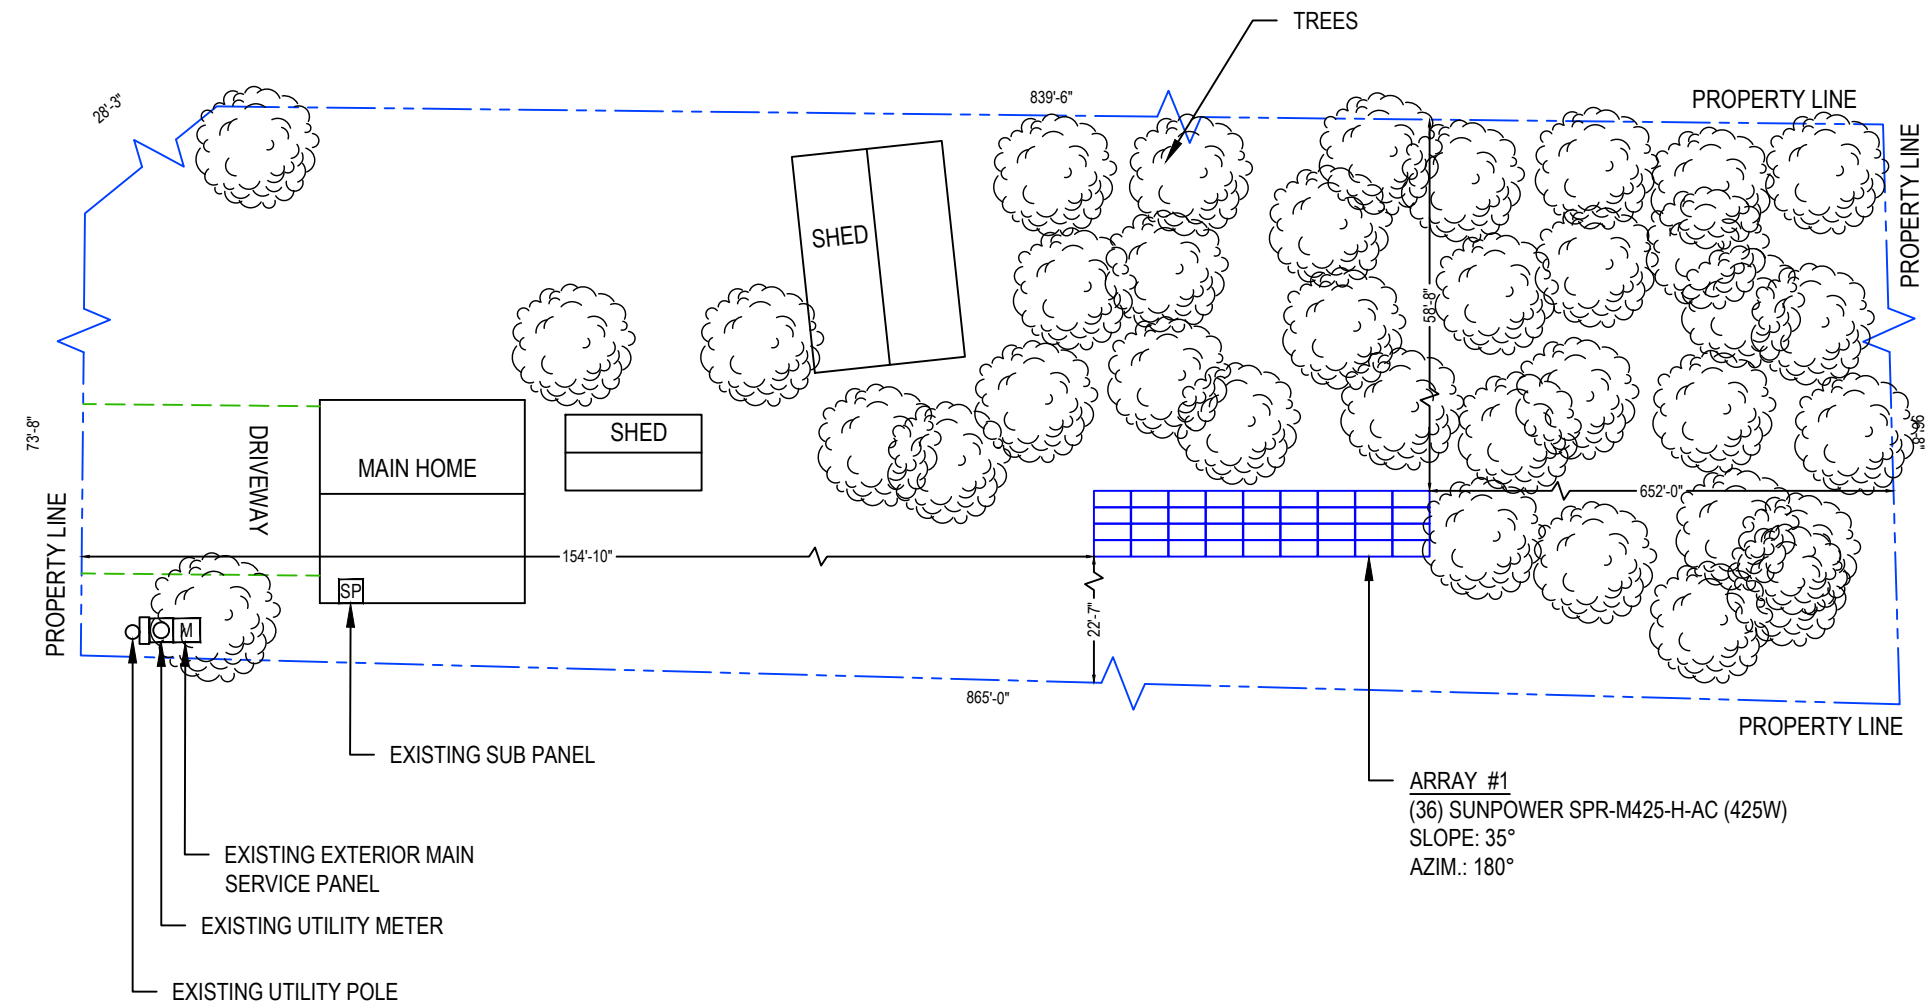 TREES
28'-3"
839'-6"
PROPERTY LINE
PROPERTY LINE
SHED
58'-8"
73'-8"
DRIVEWAY
SHED
MAIN HOME
96'-8"
652'-0"
PROPERTY LINE
154'-10"
SP
22'-7"
M
865'-0"
PROPERTY LINE
EXISTING SUB PANEL
ARRAY #1
(36) SUNPOWER SPR-M425-H-AC (425W)
SLOPE: 35°
AZIM.: 180°
EXISTING EXTERIOR MAIN
SERVICE PANEL
EXISTING UTILITY METER
EXISTING UTILITY POLE